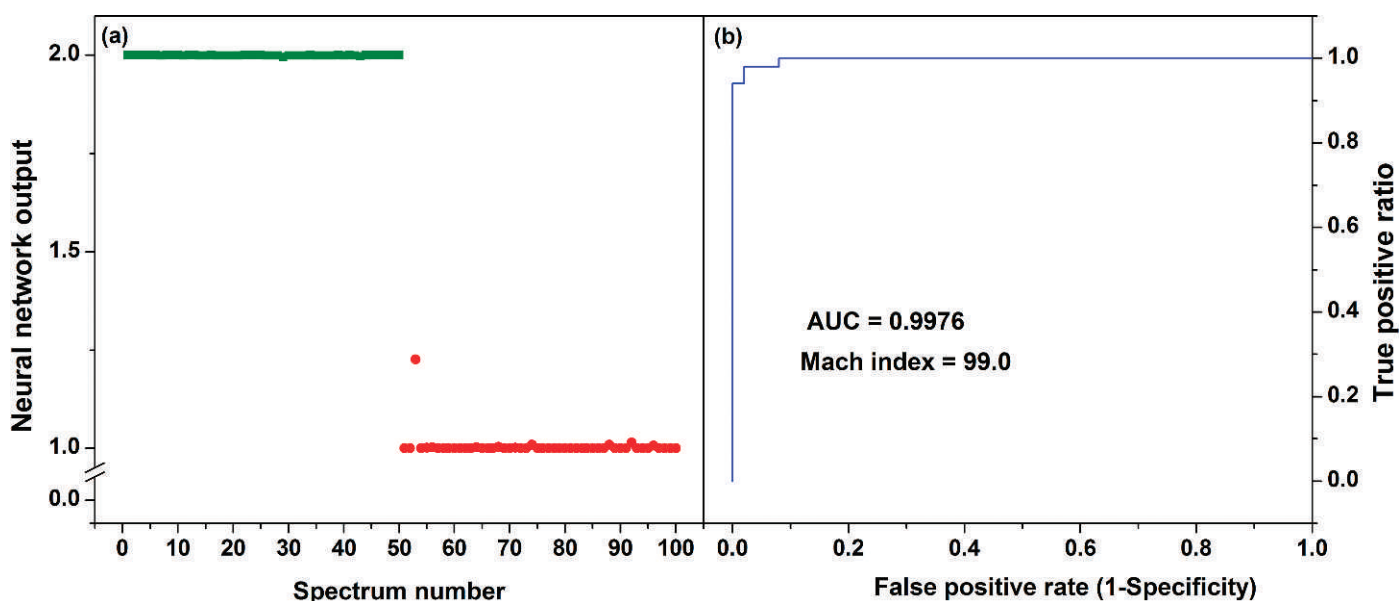 (a)
2.0
1.5
1.0
0.0
Neural network output
0 10 20 30 40 50 60 70 80 90 100
Spectrum number
(b)
AUC = 0.9976
Mach index = 99.0
1.0
0.8
0.6
0.4
0.2
0.0
True positive ratio
0.0 0.2 0.4 0.6 0.8 1.0
False positive rate (1-Specificity)